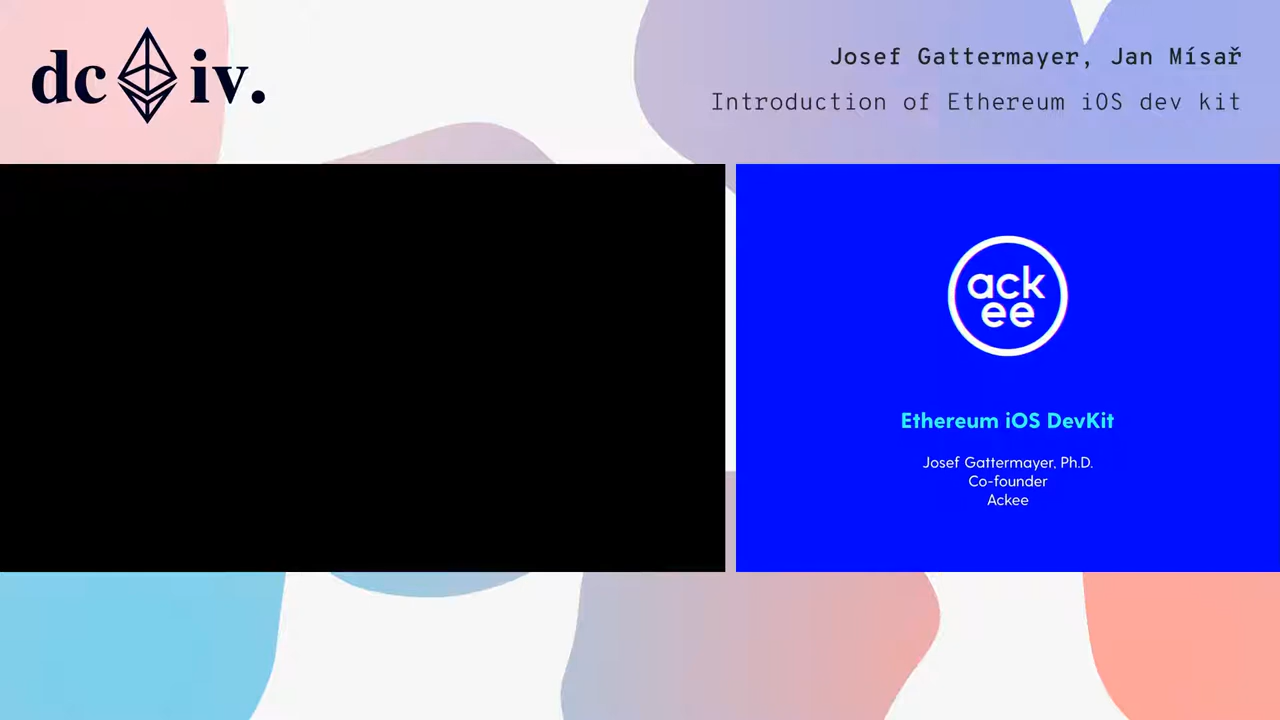 dc iv.
Josef Gattermayer, Jan Mísař
Introduction of Ethereum iOS dev kit
ack
ee
Ethereum iOS DevKit
Josef Gattermayer, Ph.D.
Co-founder
Ackee